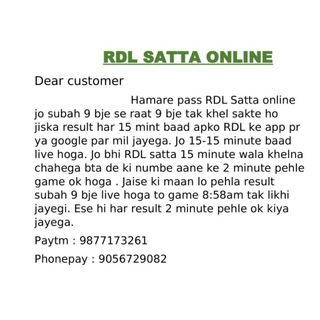 RDL SATTA ONLINE
Dear customer
Hamare pass RDL Satta online
jo subah 9 bje se raat 9 bje tak khel sakte ho
jiska result har 15 mint baad apko RDL ke app pr
ya google par mil jayega. Jo 15-15 minute baad
live hoga. Jo bhi RDL satta 15 minute wala khelna
chahega bta de ki numbe aane ke 2 minute pehle
game ok hoga . Jaise ki maan lo pehla result
subah 9 bje live hoga to game 8:58am tak likhi
jayegi. Ese hi har result 2 minute pehle ok kiya
jayega.
Paytm : 9877173261
Phonepay : 9056729082